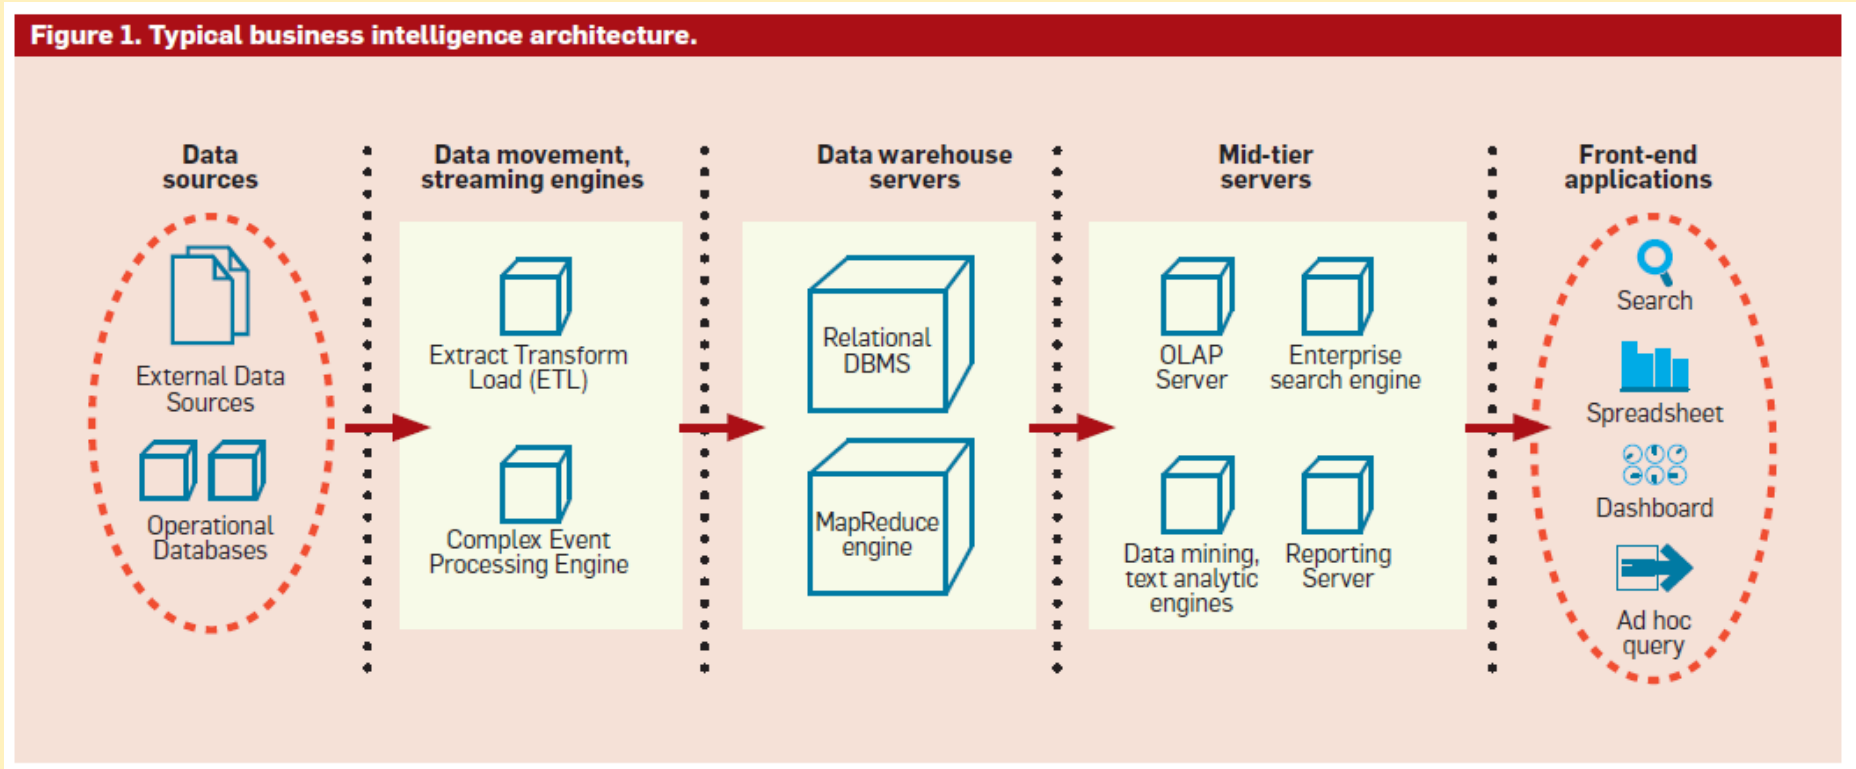 Figure 1. Typical business intelligence architecture.
Data
sources
External Data
Sources
Operational
Databases
Data movement,
streaming engines
Extract Transform
Load (ETL)
Complex Event
Processing Engine
Data warehouse
servers
Relational
DBMS
MapReduce
engine
Mid-tier
servers
OLAP
Server
Enterprise
search engine
Data mining,
text analytic
engines
Reporting
Server
Front-end
applications
Search
Spreadsheet
Dashboard
Ad hoc
query